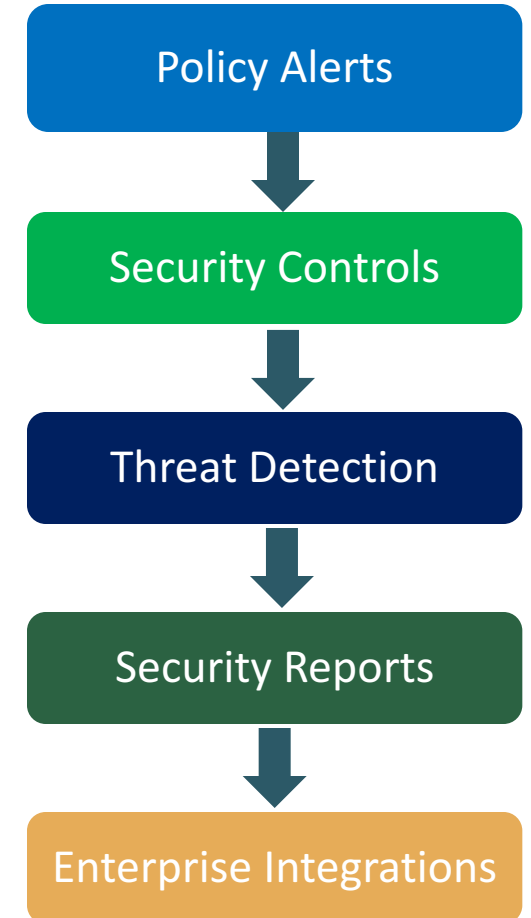 Policy Alerts
Security Controls
Threat Detection
Security Reports
Enterprise Integrations